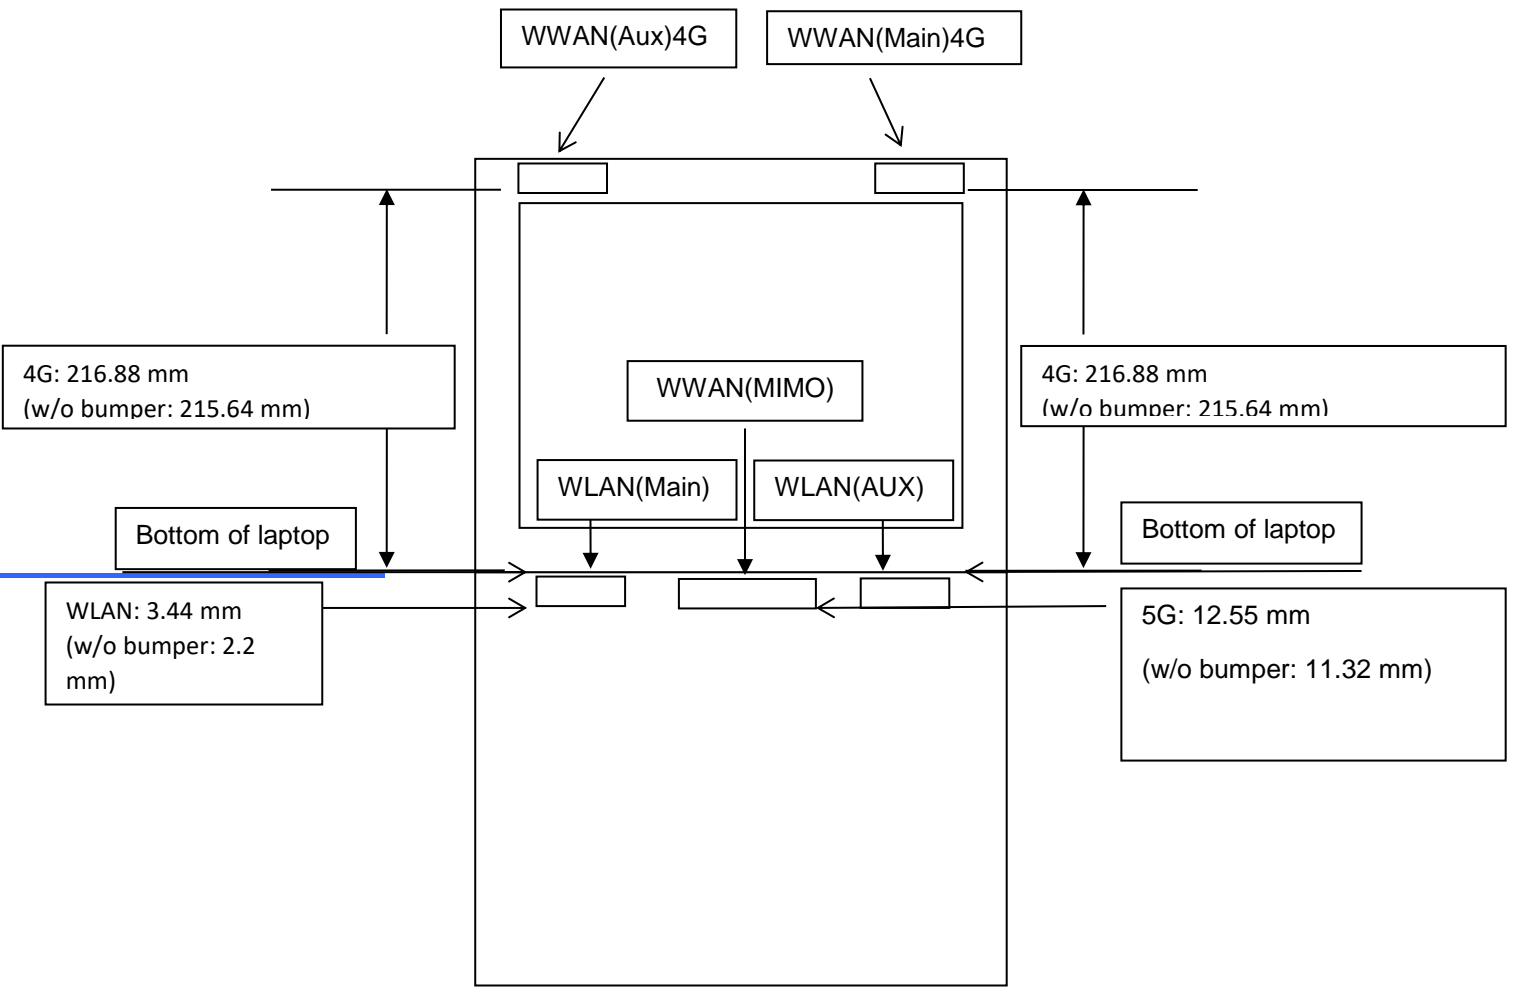 WWAN(Aux)4G
WWAN(Main)4G
4G: 216.88 mm
(w/o bumper: 215.64 mm)
WWAN(MIMO)
4G: 216.88 mm
(w/o bumper: 215.64 mm)
WLAN(Main)
WLAN(AUX)
Bottom of laptop
Bottom of laptop
WLAN: 3.44 mm
(w/o bumper: 2.2
mm)
5G: 12.55 mm
(w/o bumper: 11.32 mm)